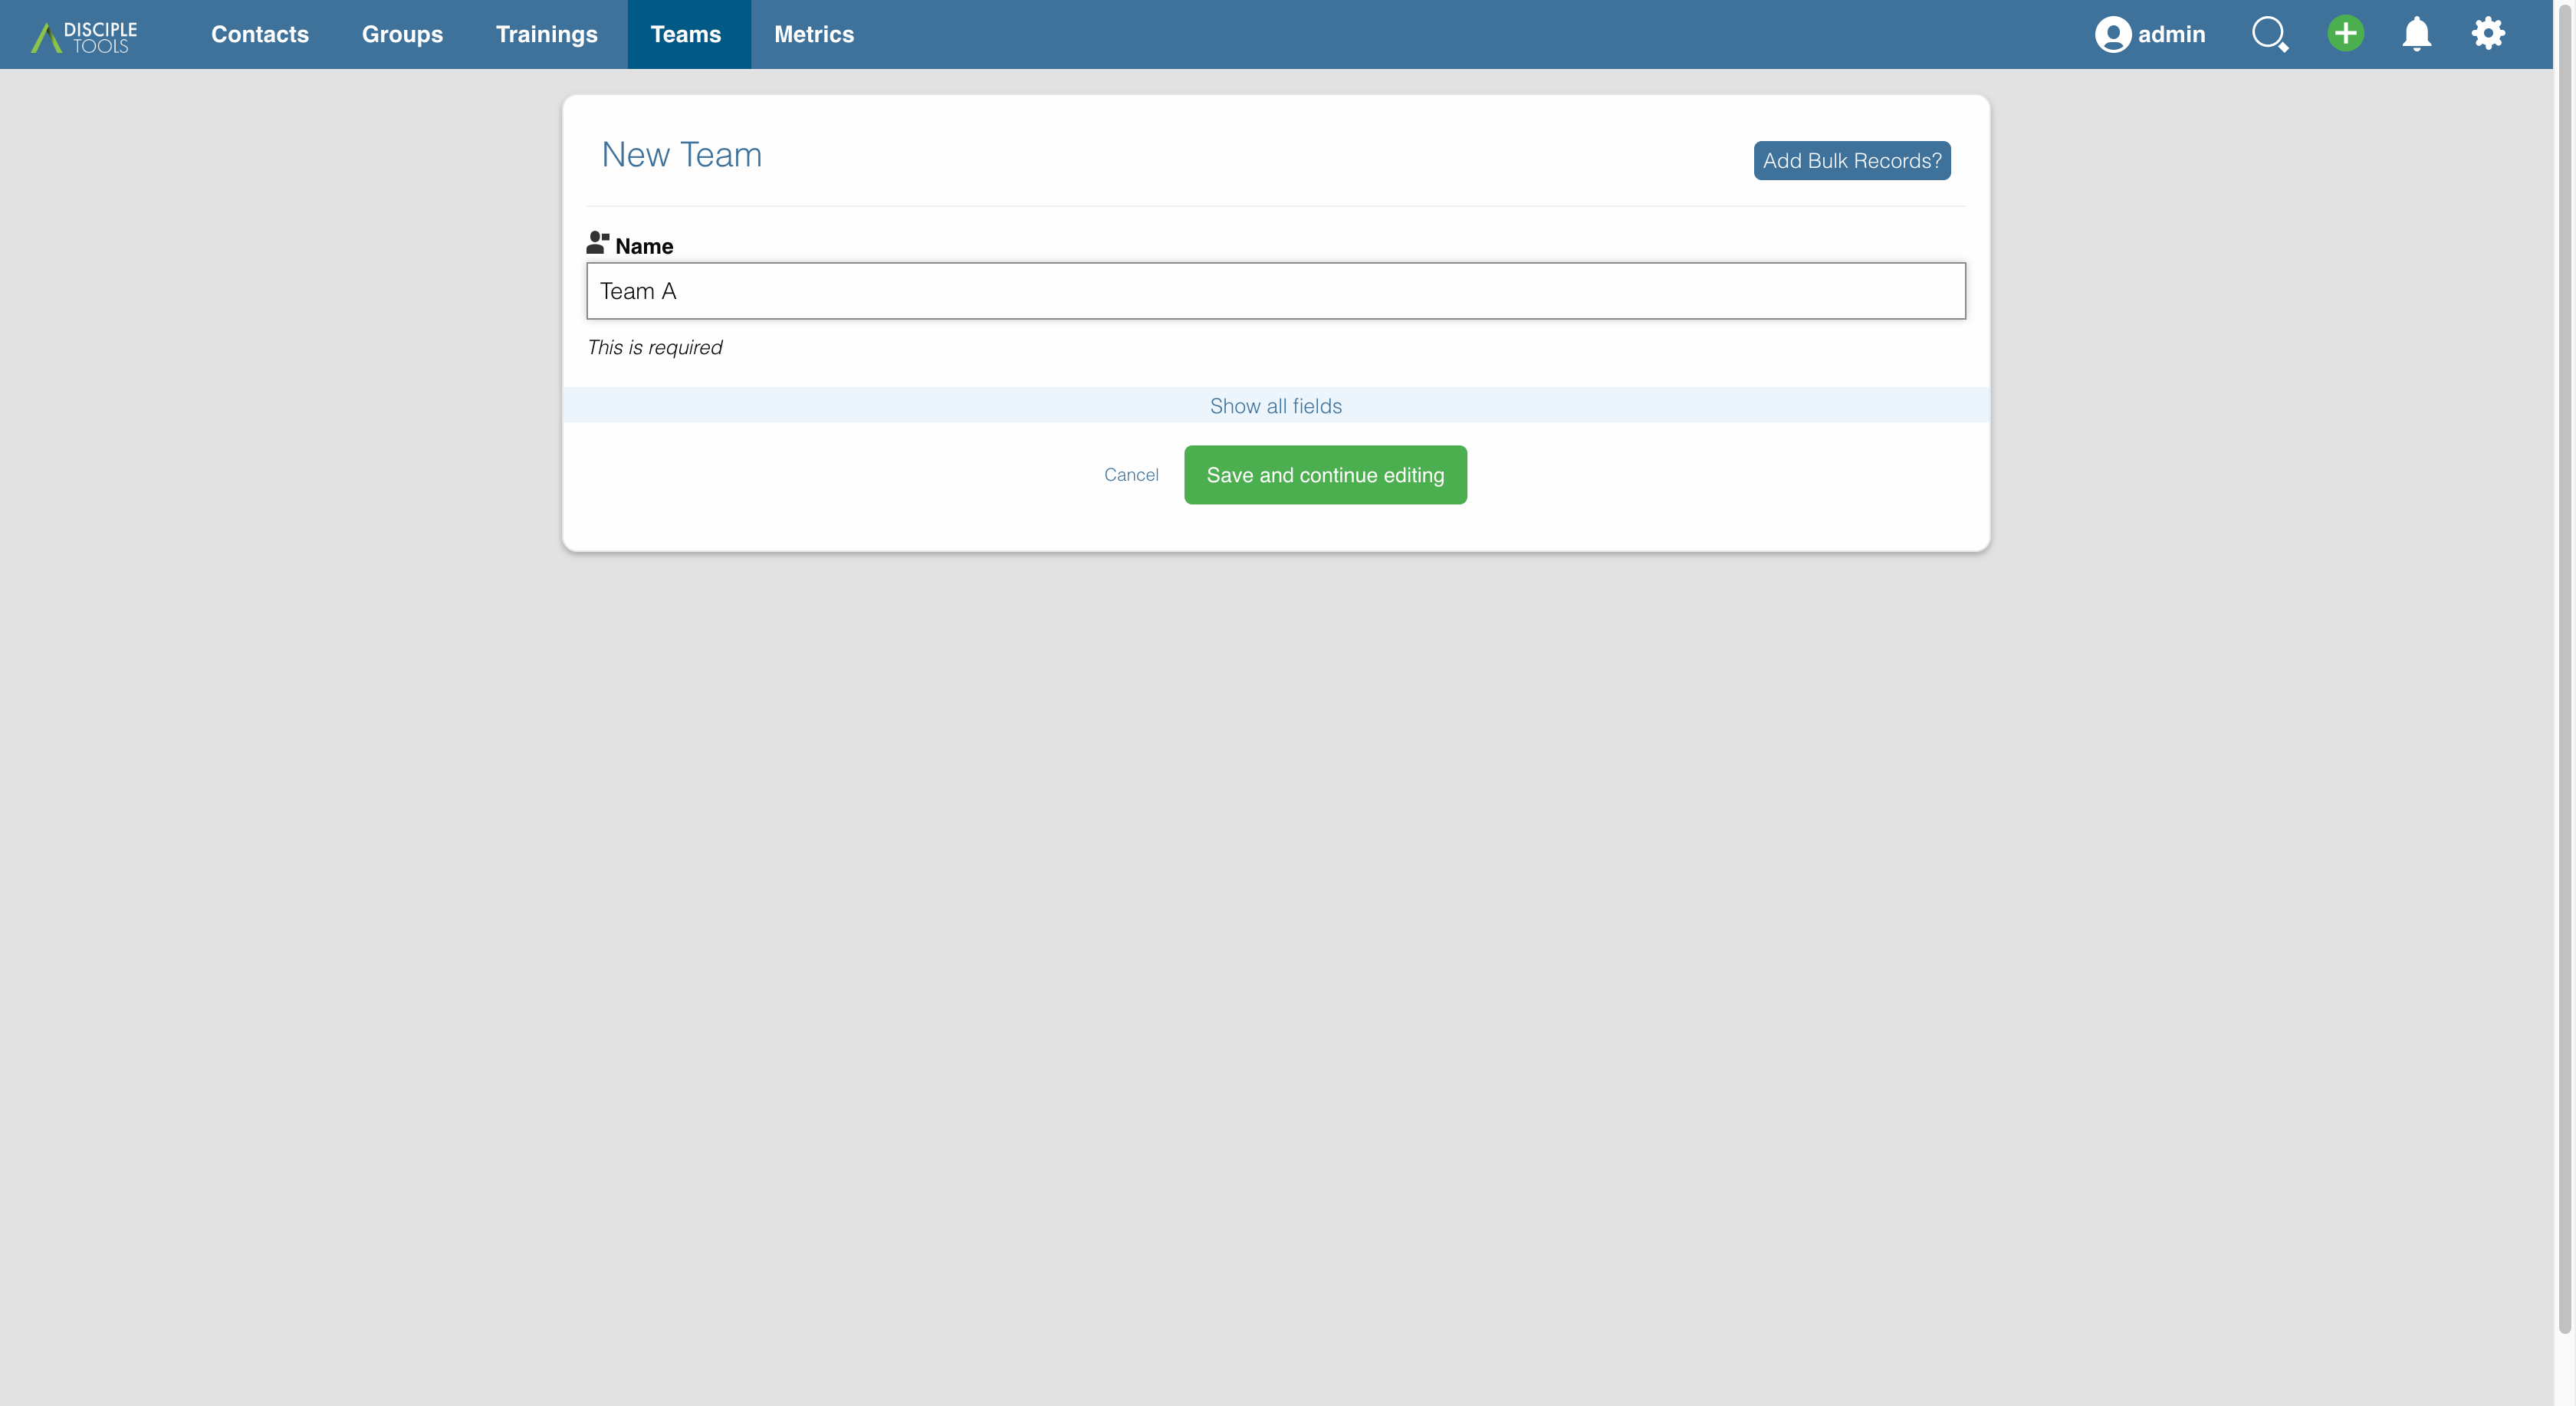 DISCIPLE
TOOLS
Contacts
Groups
Trainings
Teams
Metrics
admin
New Team
Add Bulk Records?
Name
Team A
This is required
Show all fields
Cancel
Save and continue editing